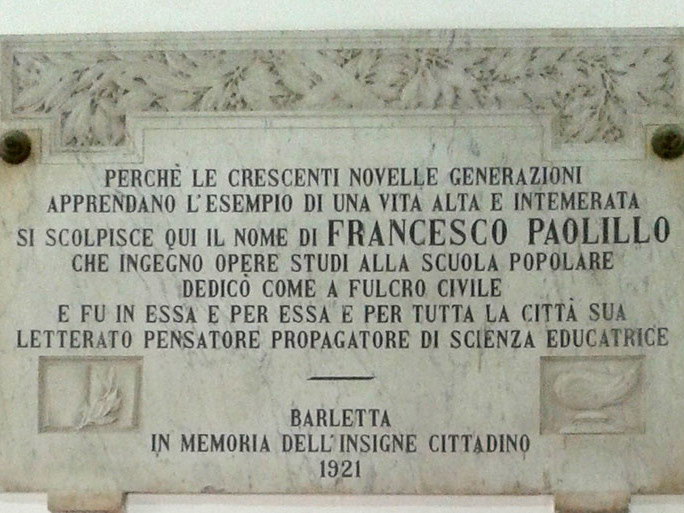 PERCHÈ LE CRESCENTI NOVELLE GENERAZIONI
APPRENDANO L'ESEMPIO DI UNA VITA ALTA E INTEMERATA
SI SCOLPISCE QUI IL NOME DI FRANCESCO PAOLILLO
CHE INGEGNO OPERE STUDI ALLA SCUOLA POPOLARE
DEDICÒ COME A FULCRO CIVILE
E FU IN ESSA E PER ESSA E PER TUTTA LA CITTÀ SUA
LETTERATO PENSATORE PROPAGATORE DI SCIENZA EDUCATRICE
BARLETTA
IN MEMORIA DELL'INSIGNE CITTADINO
1921